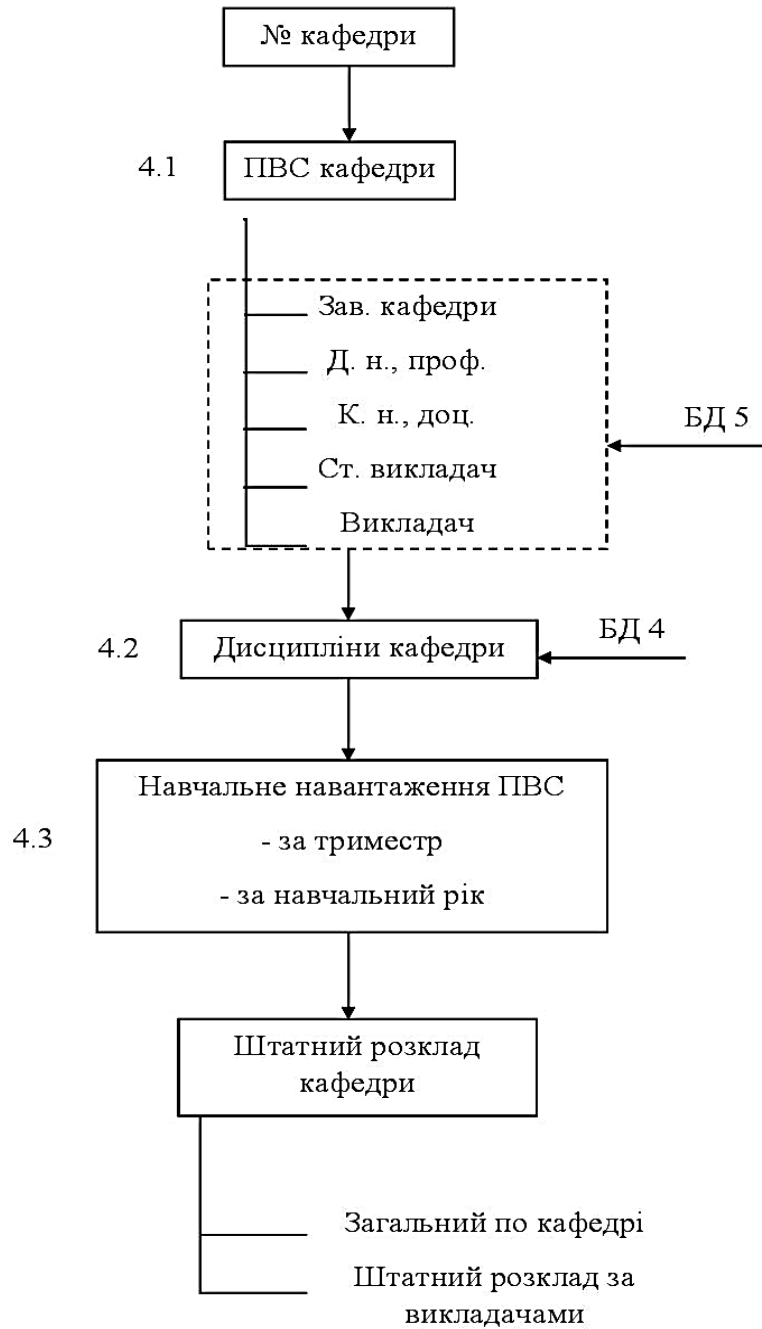 № кафедри
4.1
ПВС кафедри
Зав. кафедри
Д. н., проф.
К. н., доц.
БД 5
Ст. викладач
Викладач
4.2
Дисципліни кафедри
БД 4
Навчальне навантаження ПВС
4.3
- за триместр
- за навчальний рік
Штатний розклад
кафедри
Загальний по кафедрі
Штатний розклад за
викладачами